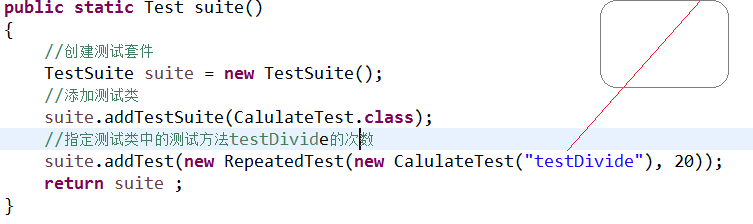 public static Test suite()
{
//创建测试套件
TestSuite suite = new TestSuite();
//添加测试类
suite.addTestSuite(CalulateTest.class);
//指定测试类中的测试方法testDivide的次数
suite.addTest(new RepeatedTest(new CalulateTest("testDivide"), 20));
return suite ;
}